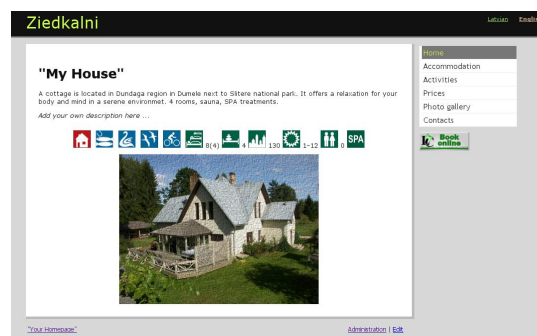 Ziedkalni
Latvian English
Home
Accommodation
Activities
Prices
Photo gallery
Contacts
Book
online
"My House"
A cottage is located in Dundaga region in Dumele next to Slitere national park. It offers a relaxation for your
body and mind in a serene environmet. 4 rooms, sauna, SPA treatments.
Add your own description here ...
8(4) 4 130 1-12 0 SPA
"Your Homepage"
Administration | Edit